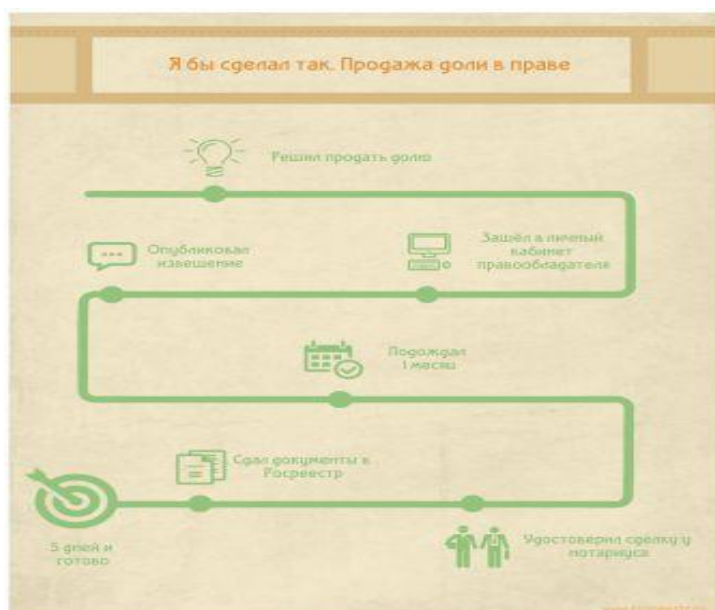 Я бы сделал так. Продажа доли в праве
Решил продать долю
Зашёл в личный
кабинет
правообладателя
Опубликовал
извещение
Подождал
1 месяц
Удостоверил сделку у
нотариуса
Сдал документы в
Росреестр
5 дней и
готово